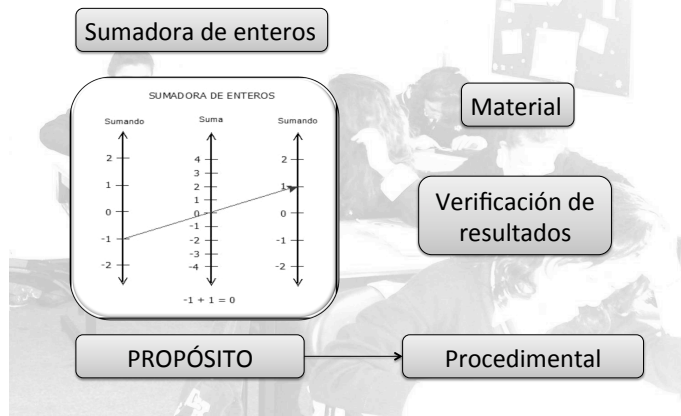 Sumadora de enteros
SUMADORA DE ENTEROS
Sumando Suma Sumando
2 4 2
3
1 2 1
1
0 0 0
-1
-1 -2 -1
-3
-2 -4 -2
-1 + 1 = 0
Material
Verificación de
resultados
PROPÓSITO
Procedimental